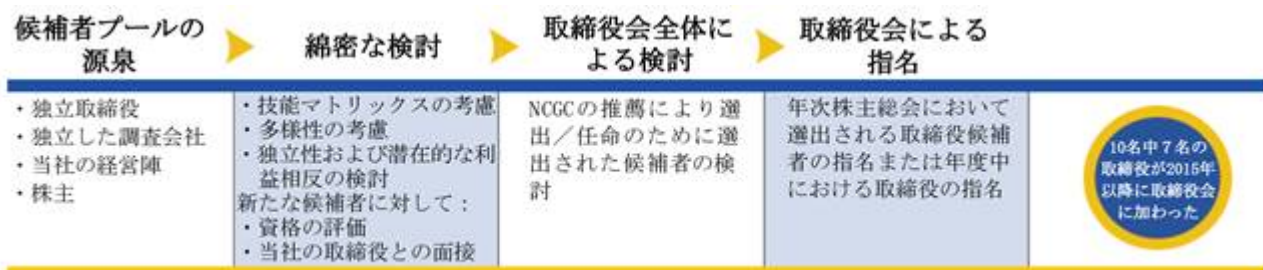 候補者プールの
源泉
綿密な検討
取締役会全体に
よる検討
取締役会による
指名
・独立取締役
・独立した調査会社
・当社の経営陣
・株主
・技能マトリックスの考慮
・多様性の考慮
・独立性および潜在的な利
益相反の検討
新たな候補者に対して：
・資格の評価
・当社の取締役との面接
NCGCの推薦により選
出／任命のために選
出された候補者の検
討
年次株主総会において
選出される取締役候補
者の指名または年度中
における取締役の指名
10名中７名の
取締役が2015年
以降に取締役会
に加わった